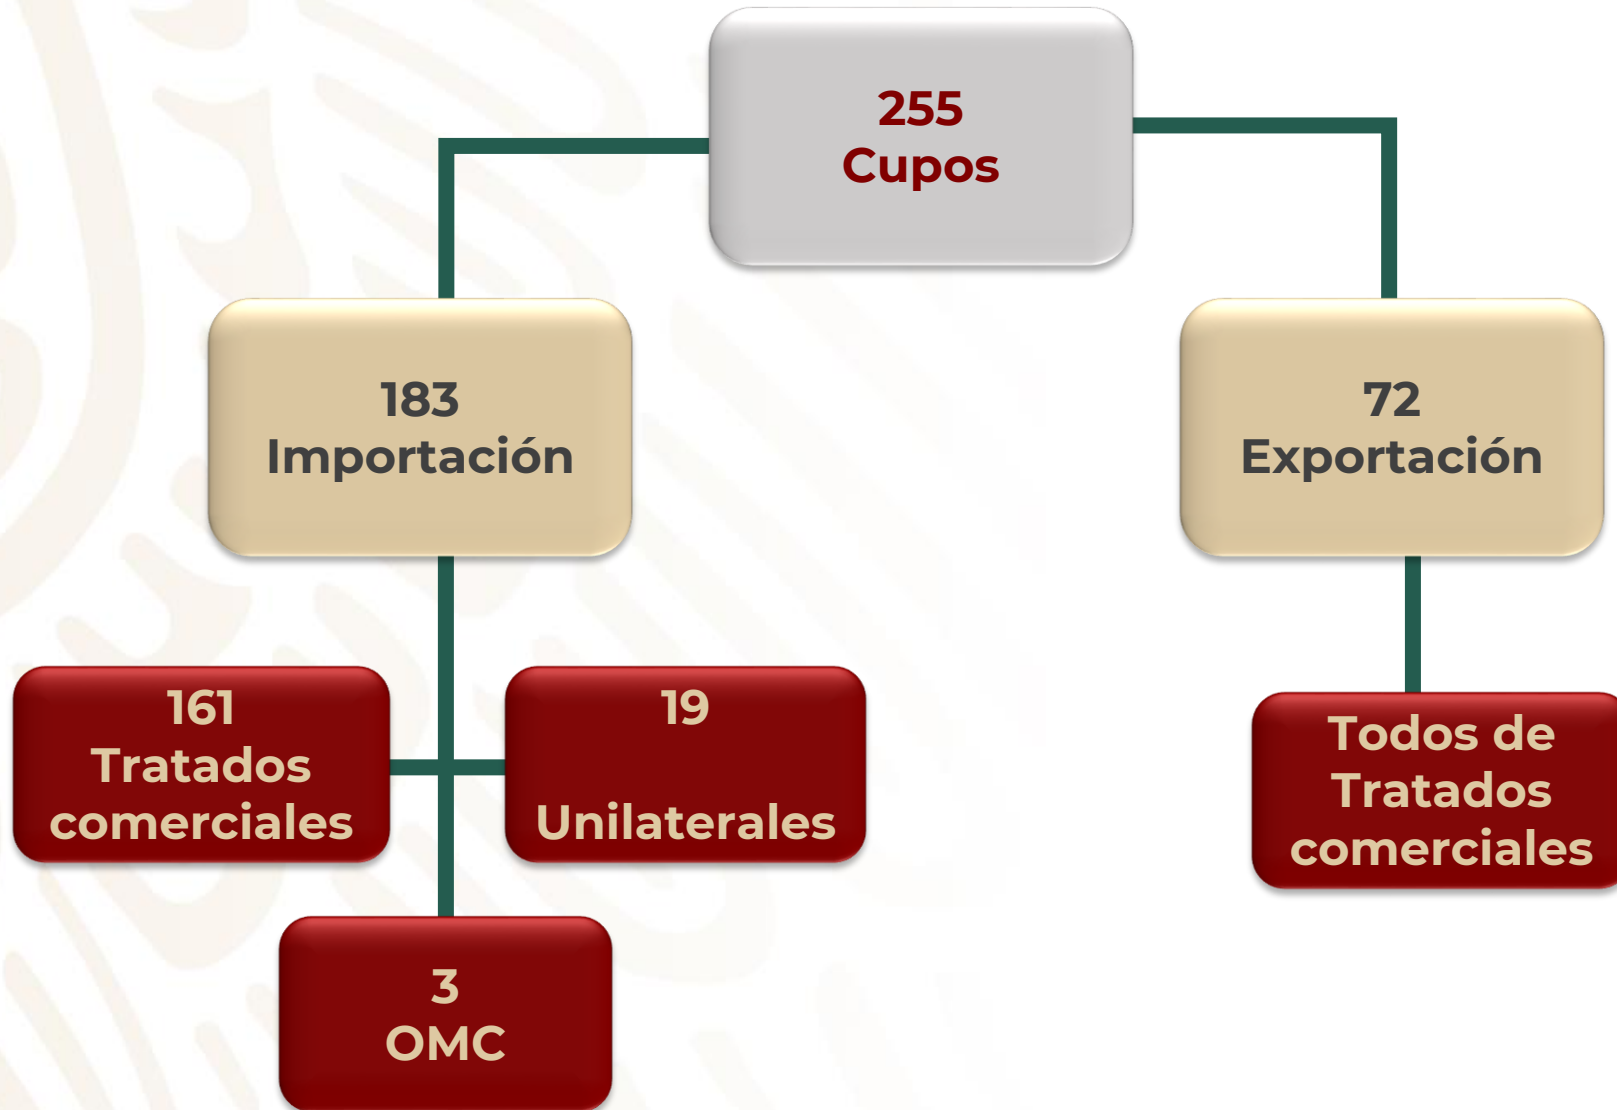 255
Cupos
183
Importación
72
Exportación
161
Tratados
comerciales
19
Unilaterales
3
OMC
Todos de
Tratados
comerciales